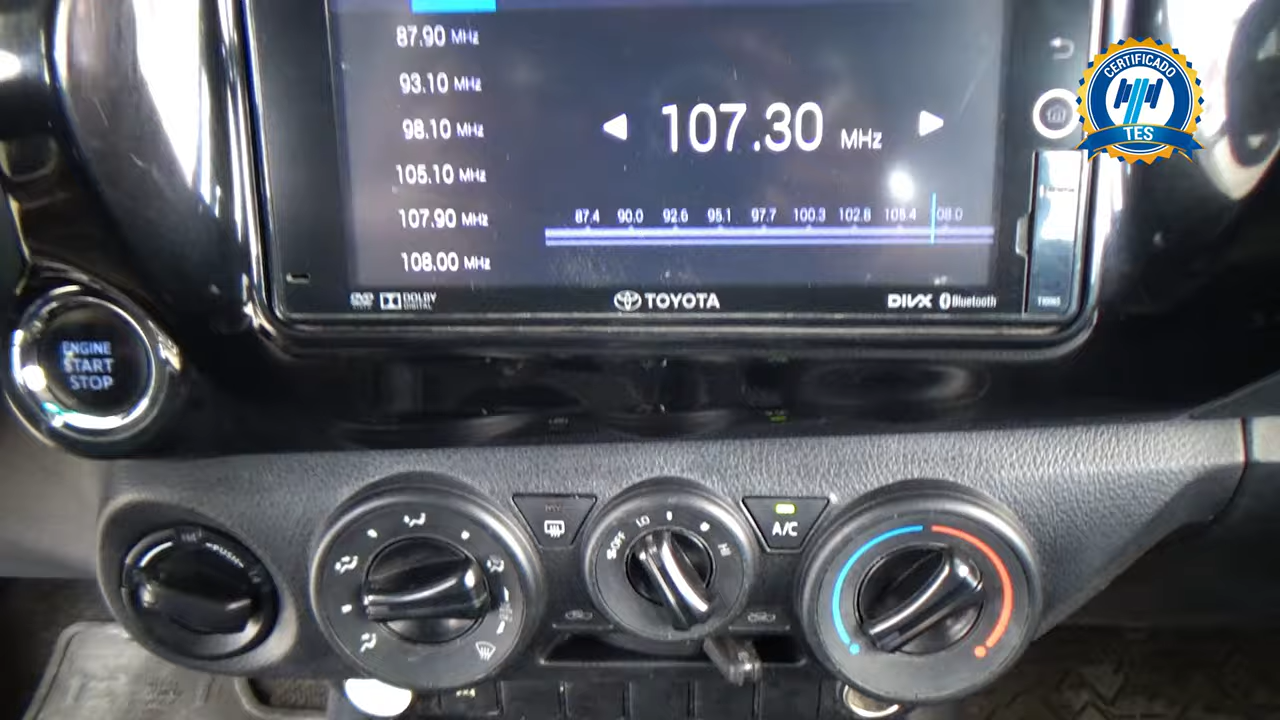 87.90 MHz
93.10 MHz
98.10 MHz
105.10 MHz
107.90 MHz
108.00 MHz
107.30 MHz
87.4 90.0 92.6 95.1 97.7 100.3 102.8 105.4 108.0
DOLBY
DIGITAL
TOYOTA
DIVX Bluetooth
CERTIFICADO
TES
ENGINE
START
STOP
PUSH
OFF LO HI
A/C